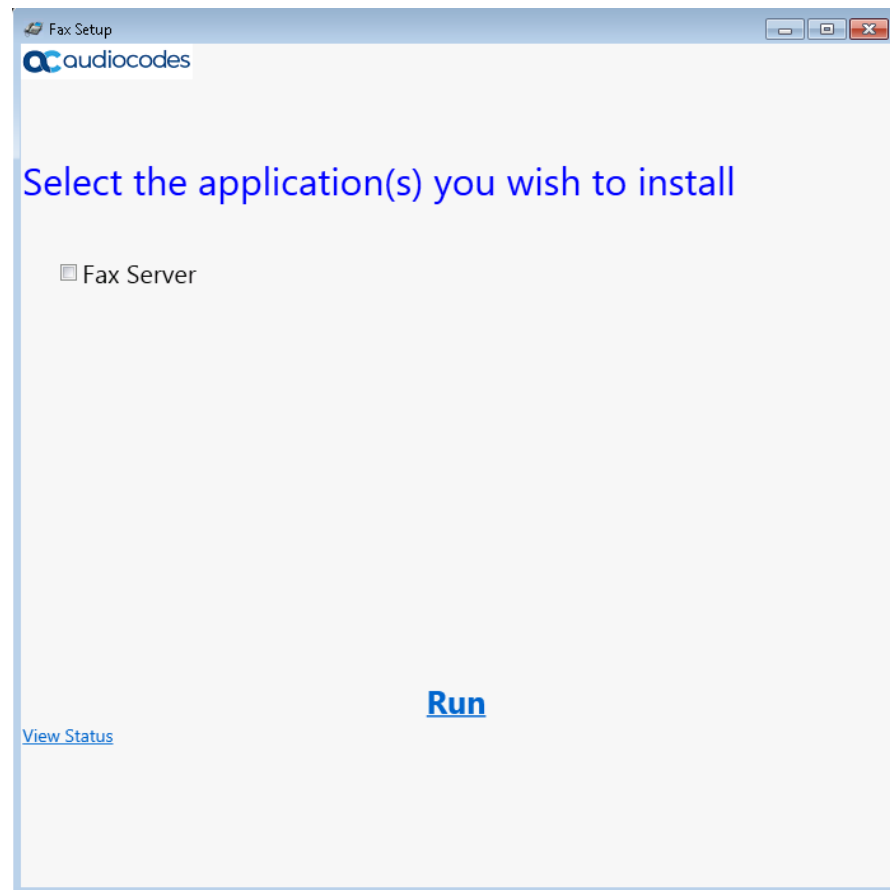 Fax Setup
audiocodes
Select the application(s) you wish to install
Fax Server
Run
View Status